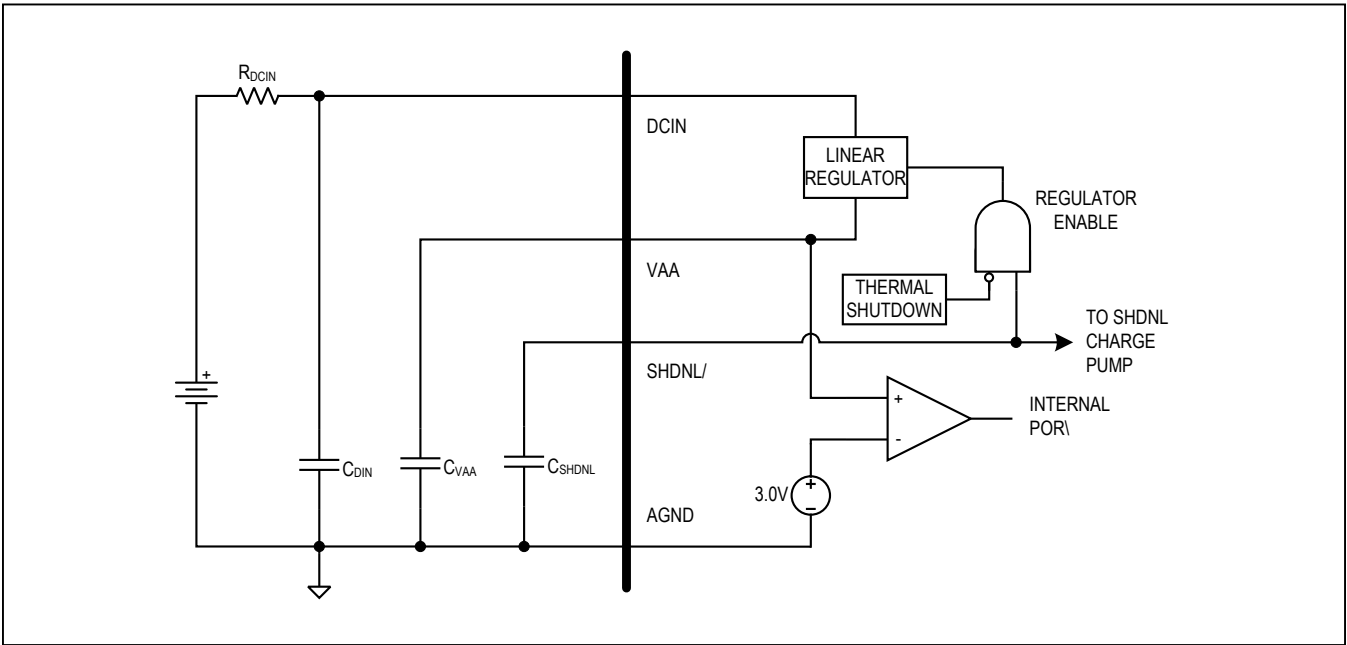 RDCIN
DCIN
LINEAR
REGULATOR
REGULATOR
ENABLE
VAA
THERMAL
SHUTDOWN
TO SHDNL
CHARGE
PUMP
SHDNL/
+
+
-
INTERNAL
POR\
CDIN
CVAA
CSHDNL
3.0V
+
-
AGND